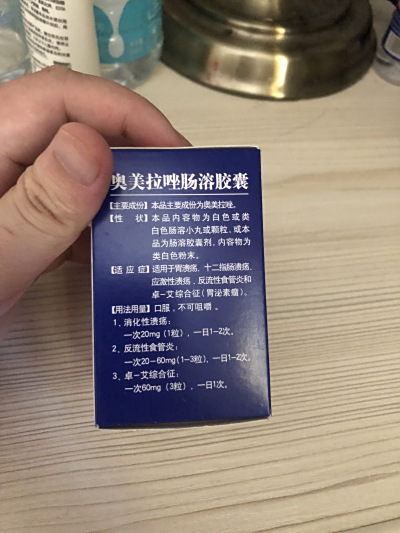 奥美拉唑肠溶胶囊
【主要成份】本品主要成份为奥美拉唑。
【性 状】本品内容物为白色或类
白色肠溶小丸或颗粒,或本
品为肠溶胶囊剂,内容物为
类白色粉末。
【适 应 症】适用于胃溃疡、十二指肠溃疡、
应激性溃疡,反流性食管炎和
卓-艾综合征(胃泌素瘤)。
【用法用量】口服,不可咀嚼。
1、消化性溃疡:
一次20mg(1粒),一日1-2次。
2、反流性食管炎:
一次20-60mg(1-3粒),一日1-2次。
3、卓-艾综合征:
一次60mg(3粒),一日1次。